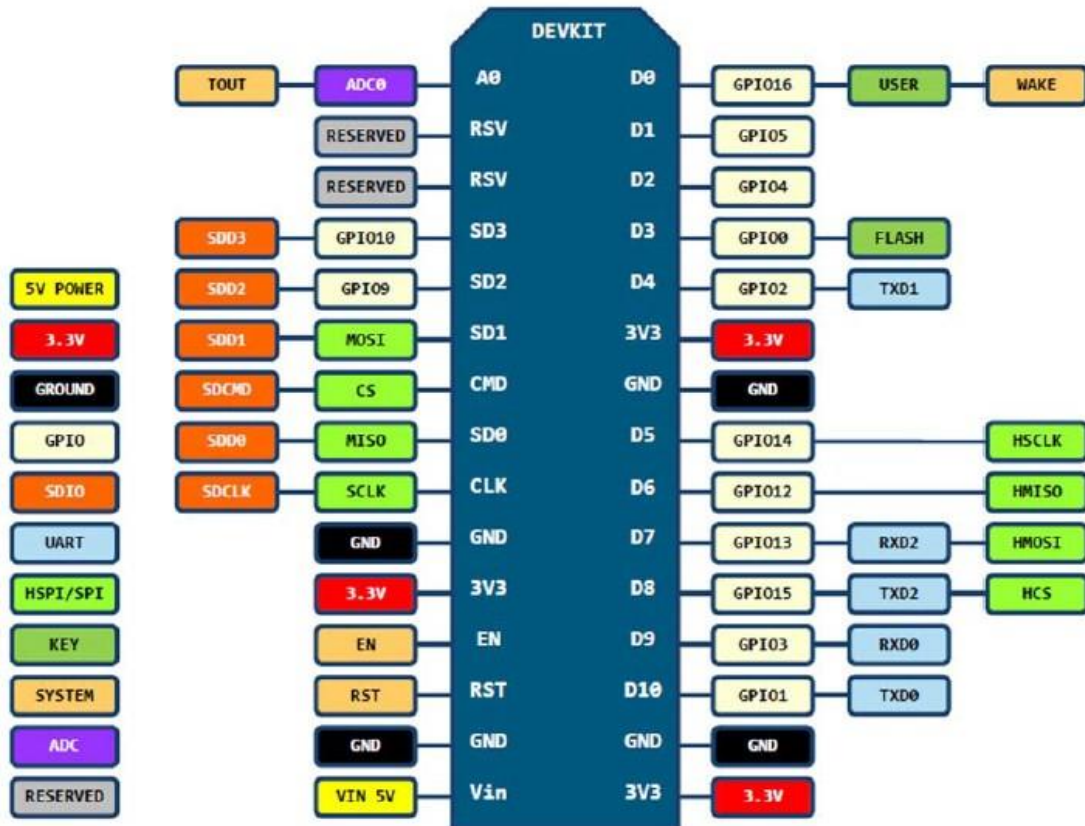 DEVKIT
TOUT ADC0 A0 D0 GPIO16 USER WAKE
RESERVED RSV D1 GPIO5
RESERVED RSV D2 GPIO4
SDD3 GPIO10 SD3 D3 GPIO0 FLASH
5V POWER SDD2 GPIO9 SD2 D4 GPIO2 TXD1
3.3V SDD1 MOSI SD1 3V3 3.3V
GROUND SDCMD CS CMD GND GND
GPIO SDD0 MISO SD0 D5 GPIO14 HSCLK
SDIO SDCLK SCLK CLK D6 GPIO12 HMISO
UART GND GND D7 GPIO13 RXD2 HMOSI
HSPI/SPI 3.3V 3V3 D8 GPIO15 TXD2 HCS
KEY EN EN D9 GPIO3 RXD0
SYSTEM RST RST D10 GPIO1 TXD0
ADC GND GND GND GND
RESERVED VIN 5V Vin 3V3 3.3V